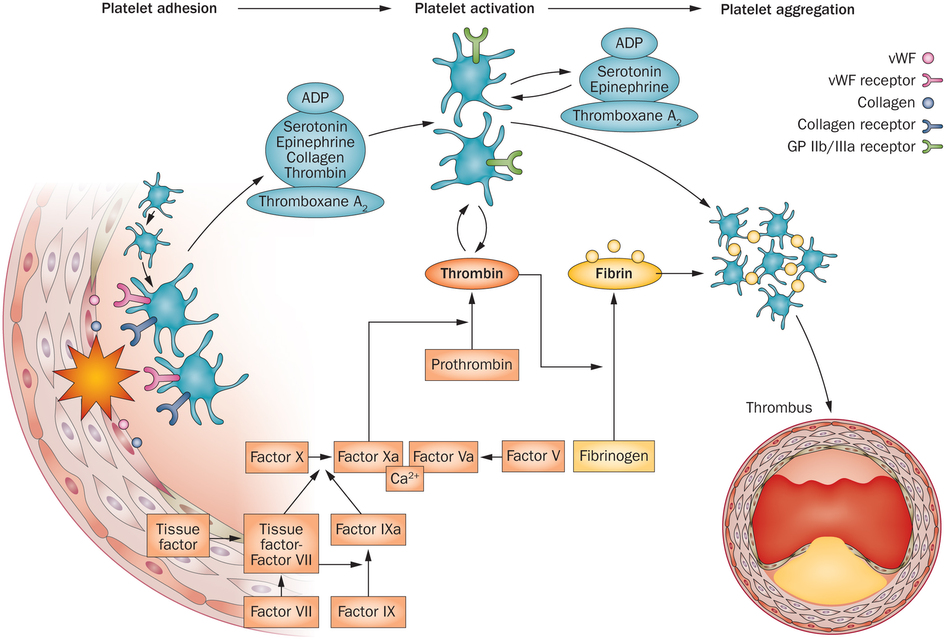 Platelet adhesion
Platelet activation
Platelet aggregation
vWF
vWF receptor
Collagen
Collagen receptor
GP IIb/IIIa receptor
ADP
Serotonin
Epinephrine
Thromboxane A2
ADP
Serotonin
Epinephrine
Collagen
Thrombin
Thromboxane A2
Thrombin
Fibrin
Prothrombin
Thrombus
Factor X
Factor Xa
Factor Va
Factor V
Fibrinogen
Ca2+
Tissue
factor
Tissue
factor-
Factor VII
Factor IXa
Factor VII
Factor IX